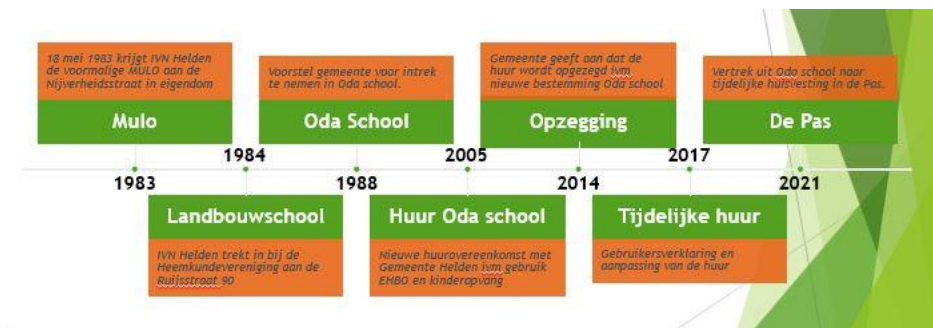 18 mei 1983 krijgt IVN Helden
de voormalige MULO aan de
Nijverheidsstraat in eigendom
Mulo
Voorstel gemeente voor intrek
te nemen in Oda school.
Oda School
Gemeente geeft aan dat de
huur wordt opgezegd ivm
nieuwe bestemming Oda school
Opzegging
Vertrek uit Odo school naar
tijdelijke huisvesting in de Pas.
De Pas
1984
2005
2017
1983
1988
2014
2021
Landbouwschool
IVN Helden trekt in bij de
Heemkundevereniging aan de
Ruijsstraat 90
Huur Oda school
Nieuwe huurovereenkomst met
Gemeente Helden ivm gebruik
EHBO en kinderopvang
Tijdelijke huur
Gebruikersverklaring en
aanpassing van de huur